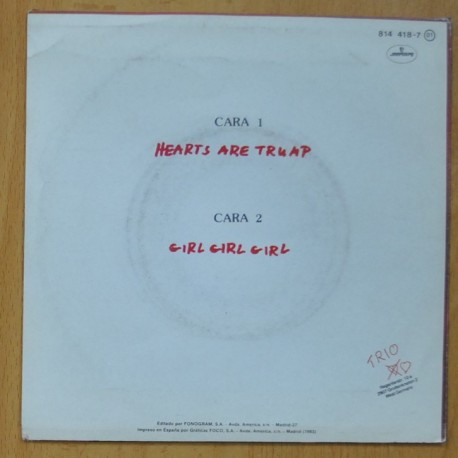 814 418-7
mercury
CARA 1
HEARTS ARE TRUMP
CARA 2
GIRL GIRL GIRL
TRIO
Editado por FONOGRAM, S.A. - Avda. America, s/n. - Madrid-27
Impreso en España por Gráficas FOCO, S.A. - Avda. America, s/n. - Madrid (1983)